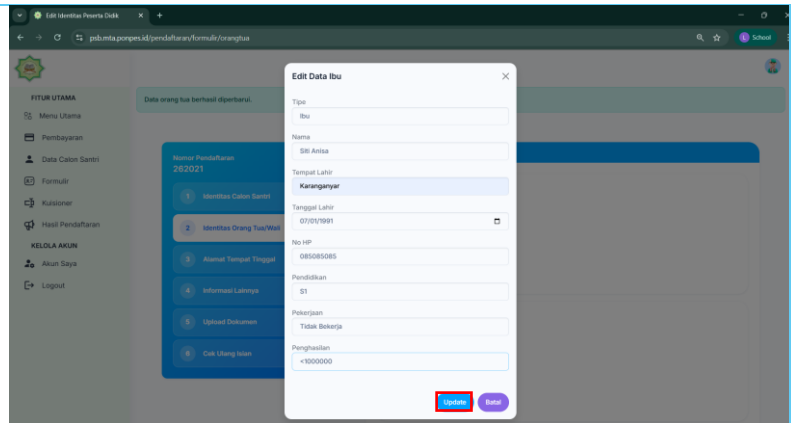 Edit Identitas Peserta Didik
psb.mta.ponpes.id/pendaftaran/formulir/orangtua
L School
FITUR UTAMA
Menu Utama
Pembayaran
Data Calon Santri
Formulir
Kuisioner
Hasil Pendaftaran
KELOLA AKUN
Akun Saya
Logout
Data orang tua berhasil diperbarui.
Nomor Pendaftaran
262021
1 Identitas Calon Santri
2 Identitas Orang Tua/Wali
3 Alamat Tempat Tinggal
4 Informasi Lainnya
5 Upload Dokumen
6 Cek Ulang Isian
Edit Data Ibu
Tipe
Ibu
Nama
Siti Anisa
Tempat Lahir
Karanganyar
Tanggal Lahir
07/01/1991
No HP
085085085
Pendidikan
S1
Pekerjaan
Tidak Bekerja
Penghasilan
<1000000
Update
Batal